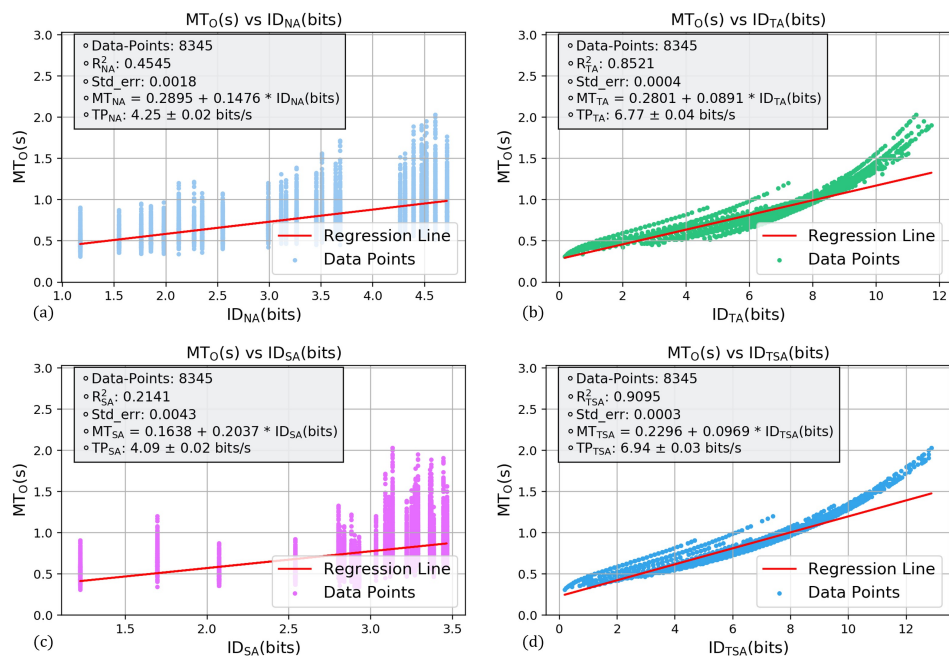 MT_O(s) vs ID_NA(bits)
3.0
2.5
2.0
1.5
1.0
0.5
0.0
MT_O(s)
∘ Data-Points: 8345
∘ R²_NA: 0.4545
∘ Std_err: 0.0018
∘ MT_NA = 0.2895 + 0.1476 * ID_NA(bits)
∘ TP_NA: 4.25 ± 0.02 bits/s
Regression Line
Data Points
1.0 1.5 2.0 2.5 3.0 3.5 4.0 4.5
(a)
ID_NA(bits)
MT_O(s) vs ID_TA(bits)
3.0
2.5
2.0
1.5
1.0
0.5
0.0
MT_O(s)
∘ Data-Points: 8345
∘ R²_TA: 0.8521
∘ Std_err: 0.0004
∘ MT_TA = 0.2801 + 0.0891 * ID_TA(bits)
∘ TP_TA: 6.77 ± 0.04 bits/s
Regression Line
Data Points
0 2 4 6 8 10 12
(b)
ID_TA(bits)
MT_O(s) vs ID_SA(bits)
3.0
2.5
2.0
1.5
1.0
0.5
0.0
MT_O(s)
∘ Data-Points: 8345
∘ R²_SA: 0.2141
∘ Std_err: 0.0043
∘ MT_SA = 0.1638 + 0.2037 * ID_SA(bits)
∘ TP_SA: 4.09 ± 0.02 bits/s
Regression Line
Data Points
1.5 2.0 2.5 3.0 3.5
(c)
ID_SA(bits)
MT_O(s) vs ID_TSA(bits)
3.0
2.5
2.0
1.5
1.0
0.5
0.0
MT_O(s)
∘ Data-Points: 8345
∘ R²_TSA: 0.9095
∘ Std_err: 0.0003
∘ MT_TSA = 0.2296 + 0.0969 * ID_TSA(bits)
∘ TP_TSA: 6.94 ± 0.03 bits/s
Regression Line
Data Points
0 2 4 6 8 10 12
(d)
ID_TSA(bits)